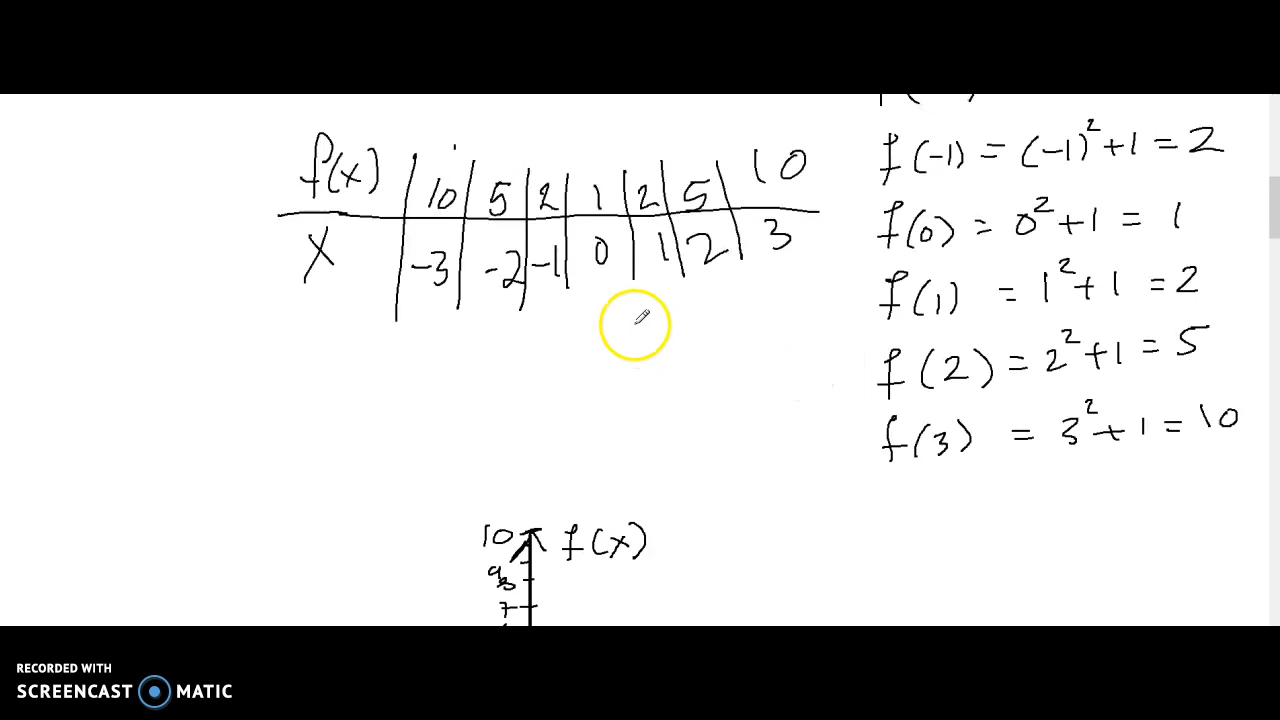 f(x) | 10 | 5 | 2 | 1 | 2 | 5 | 10
x | -3 | -2 | -1 | 0 | 1 | 2 | 3
f(-1) = (-1)²+1 = 2
f(0) = 0²+1 = 1
f(1) = 1²+1 = 2
f(2) = 2²+1 = 5
f(3) = 3²+1 = 10
10 f(x)
9
8
7
RECORDED WITH
SCREENCAST MATIC